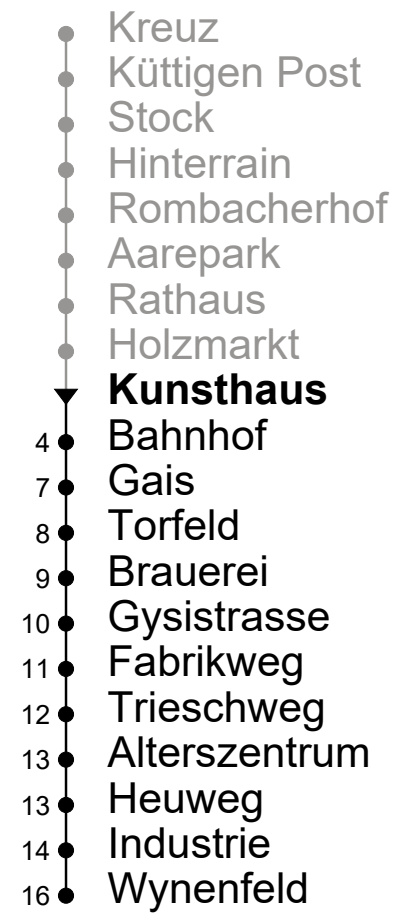 Kreuz
Küttigen Post
Stock
Hinterrain
Rombacherhof
Aarepark
Rathaus
Holzmarkt
Kunsthaus
4 Bahnhof
7 Gais
8 Torfeld
9 Brauerei
10 Gysistrasse
11 Fabrikweg
12 Trieschweg
13 Alterszentrum
13 Heuweg
14 Industrie
16 Wynenfeld